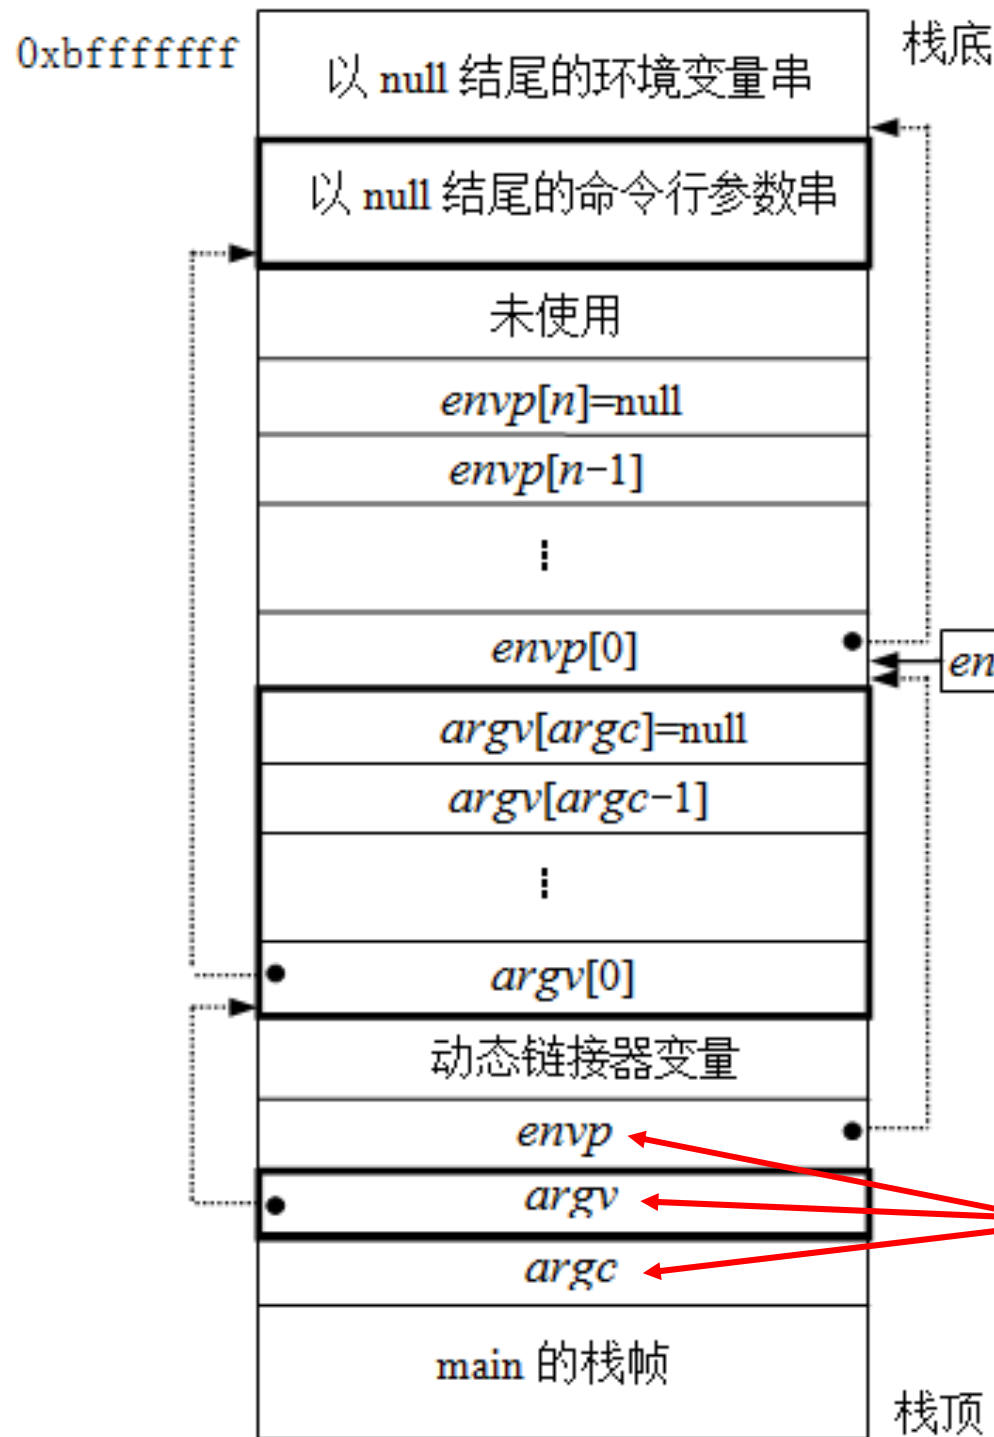 0xbfffffff
栈底
以 null 结尾的环境变量串
以 null 结尾的命令行参数串
未使用
envp[n]=null
envp[n-1]
⋮
envp[0]
en
argv[argc]=null
argv[argc-1]
⋮
argv[0]
动态链接器变量
envp
argv
argc
main 的栈帧
栈顶